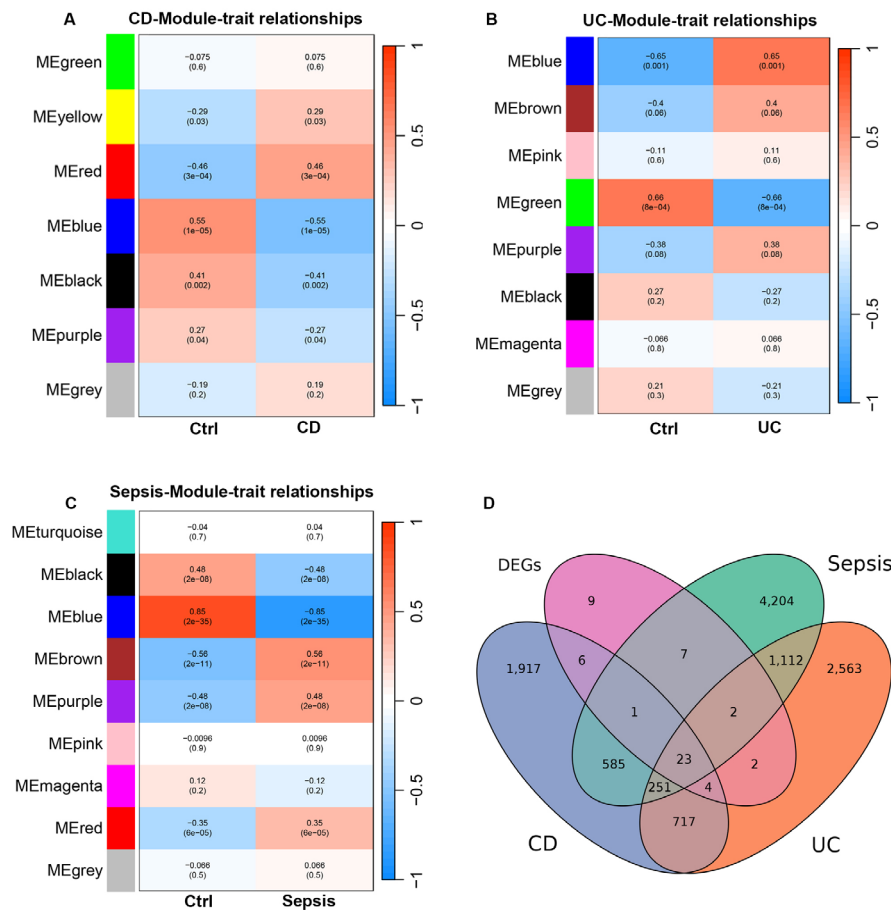 A
CD-Module-trait relationships
MEgreen
−0.075
(0.6)
0.075
(0.6)
MEyellow
−0.29
(0.03)
0.29
(0.03)
MEred
−0.46
(3e−04)
0.46
(3e−04)
MEblue
0.55
(1e−05)
−0.55
(1e−05)
MEblack
0.41
(0.002)
−0.41
(0.002)
MEpurple
0.27
(0.04)
−0.27
(0.04)
MEgrey
−0.19
(0.2)
0.19
(0.2)
Ctrl
CD
1
0.5
0
−0.5
−1
B
UC-Module-trait relationships
MEblue
−0.65
(0.001)
0.65
(0.001)
MEbrown
−0.4
(0.06)
0.4
(0.06)
MEpink
−0.11
(0.6)
0.11
(0.6)
MEgreen
0.66
(8e−04)
−0.66
(8e−04)
MEpurple
−0.38
(0.08)
0.38
(0.08)
MEblack
0.27
(0.2)
−0.27
(0.2)
MEmagenta
−0.066
(0.8)
0.066
(0.8)
MEgrey
0.21
(0.3)
−0.21
(0.3)
Ctrl
UC
1
0.5
0
−0.5
−1
C
Sepsis-Module-trait relationships
MEturquoise
−0.04
(0.7)
0.04
(0.7)
MEblack
0.48
(2e−08)
−0.48
(2e−08)
MEblue
0.85
(2e−35)
−0.85
(2e−35)
MEbrown
−0.56
(2e−11)
0.56
(2e−11)
MEpurple
−0.48
(2e−08)
0.48
(2e−08)
MEpink
−0.0096
(0.9)
0.0096
(0.9)
MEmagenta
0.12
(0.2)
−0.12
(0.2)
MEred
−0.35
(6e−05)
0.35
(6e−05)
MEgrey
−0.066
(0.5)
0.066
(0.5)
Ctrl
Sepsis
1
0.5
0
−0.5
−1
D
DEGs
Sepsis
9
4,204
1,917
6
7
1,112
2,563
1
2
585
23
2
251
4
717
CD
UC